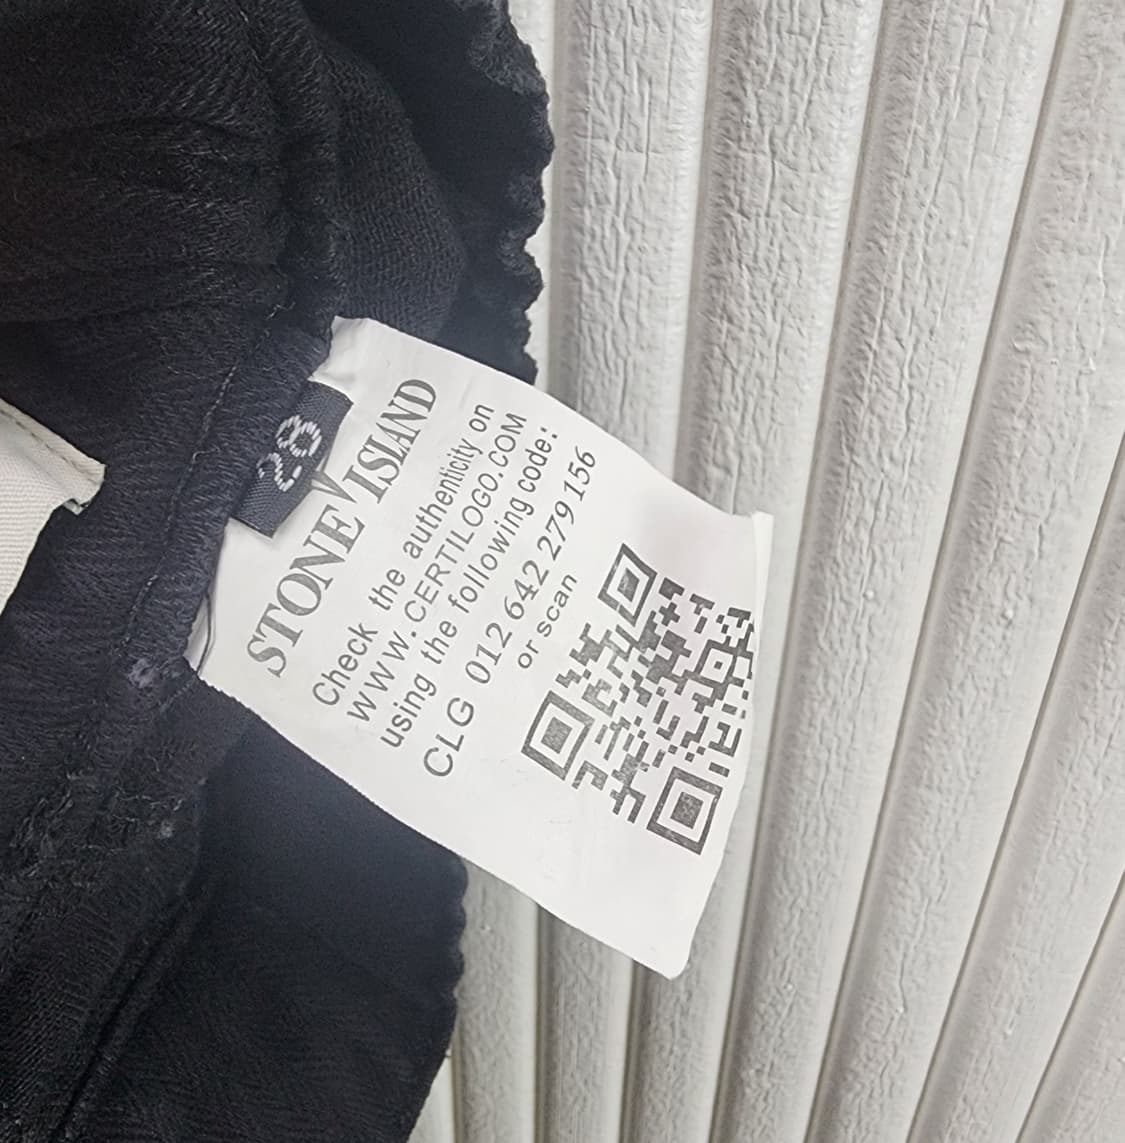 28
STONE ISLAND
Check the authenticity on
WWW.CERTILOGO.COM
using the following code:
CLG 012 642 279 156
or scan